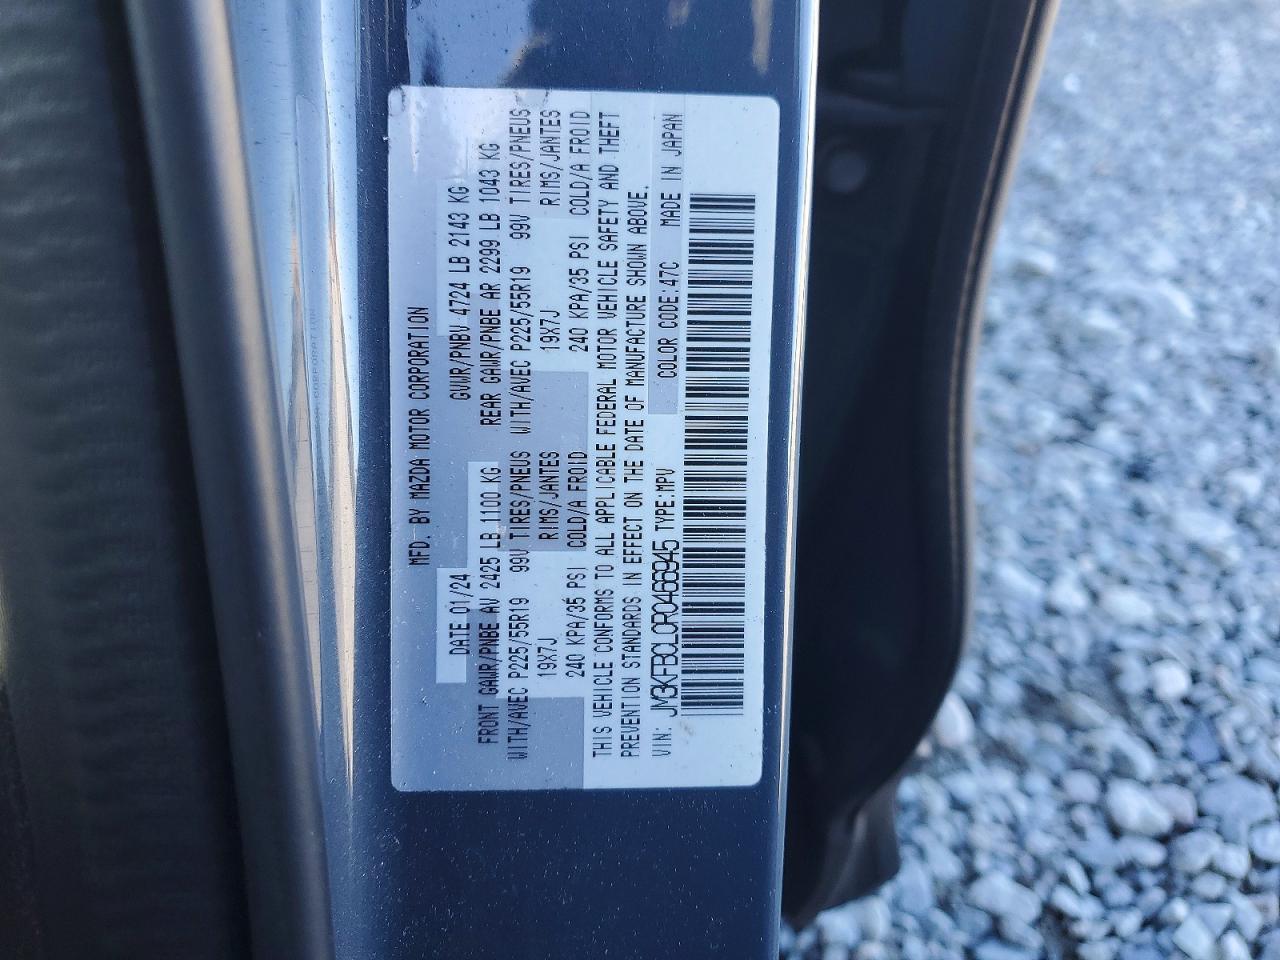 MFD. BY MAZDA MOTOR CORPORATION
DATE 01/24 GVWR/PNBV 4724 LB 2143 KG
FRONT GAWR/PNBE AV 2425 LB 1100 KG REAR GAWR/PNBE AR 2299 LB 1043 KG
WITH/AVEC P225/55R19 99V TIRES/PNEUS WITH/AVEC P225/55R19 99V TIRES/PNEUS
19X7J RIMS/JANTES 19X7J RIMS/JANTES
240 KPA/35 PSI COLD/A FROID 240 KPA/35 PSI COLD/A FROID
THIS VEHICLE CONFORMS TO ALL APPLICABLE FEDERAL MOTOR VEHICLE SAFETY AND THEFT
PREVENTION STANDARDS IN EFFECT ON THE DATE OF MANUFACTURE SHOWN ABOVE.
VIN: JM3KFBCL0R0466945 TYPE:MPV COLOR CODE:47C MADE IN JAPAN